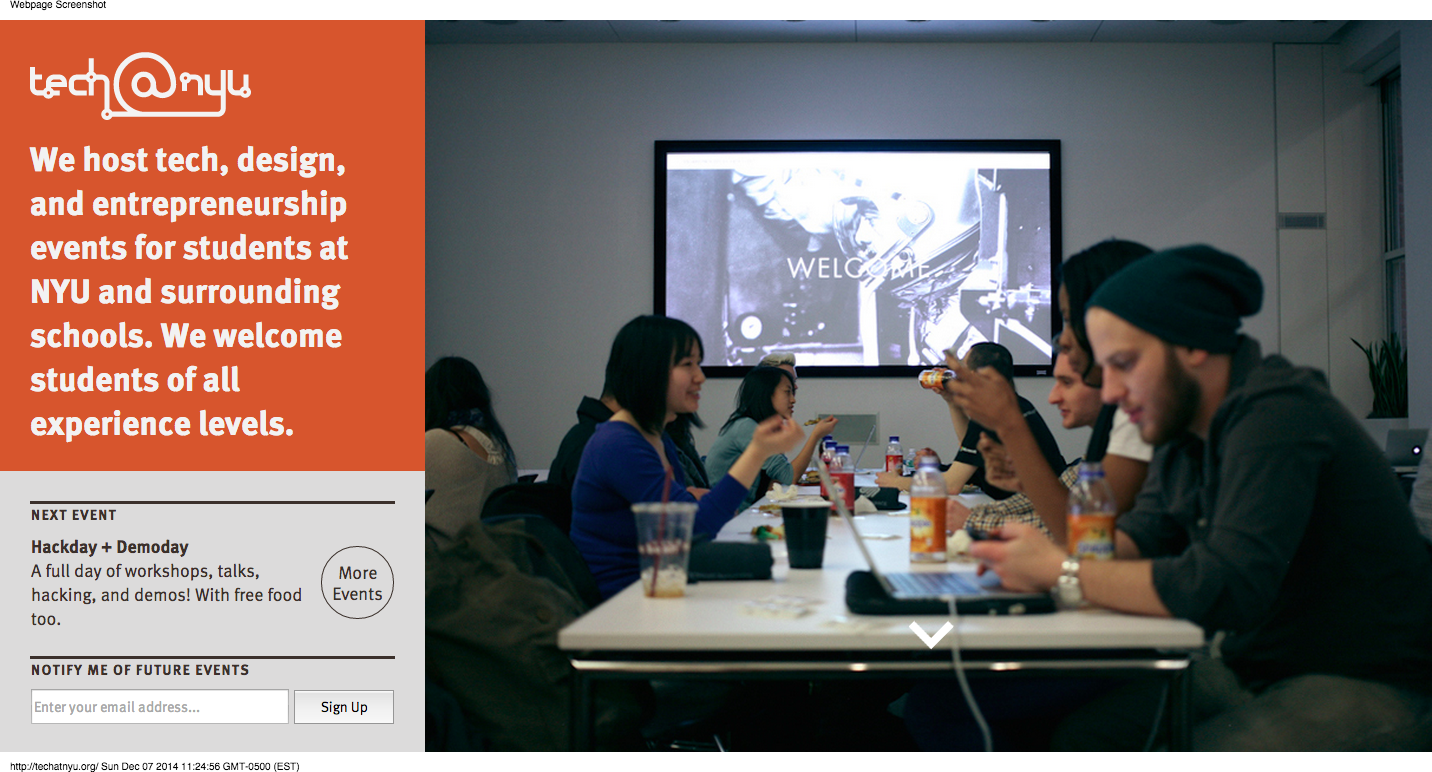 Webpage Screenshot
tech@nyu
We host tech, design,
and entrepreneurship
events for students at
NYU and surrounding
schools. We welcome
students of all
experience levels.
WELCOME
NEXT EVENT
Hackday + Demoday
A full day of workshops, talks,
hacking, and demos! With free food
too.
More
Events
NOTIFY ME OF FUTURE EVENTS
Enter your email address...
Sign Up
http://techatnyu.org/ Sun Dec 07 2014 11:24:56 GMT-0500 (EST)